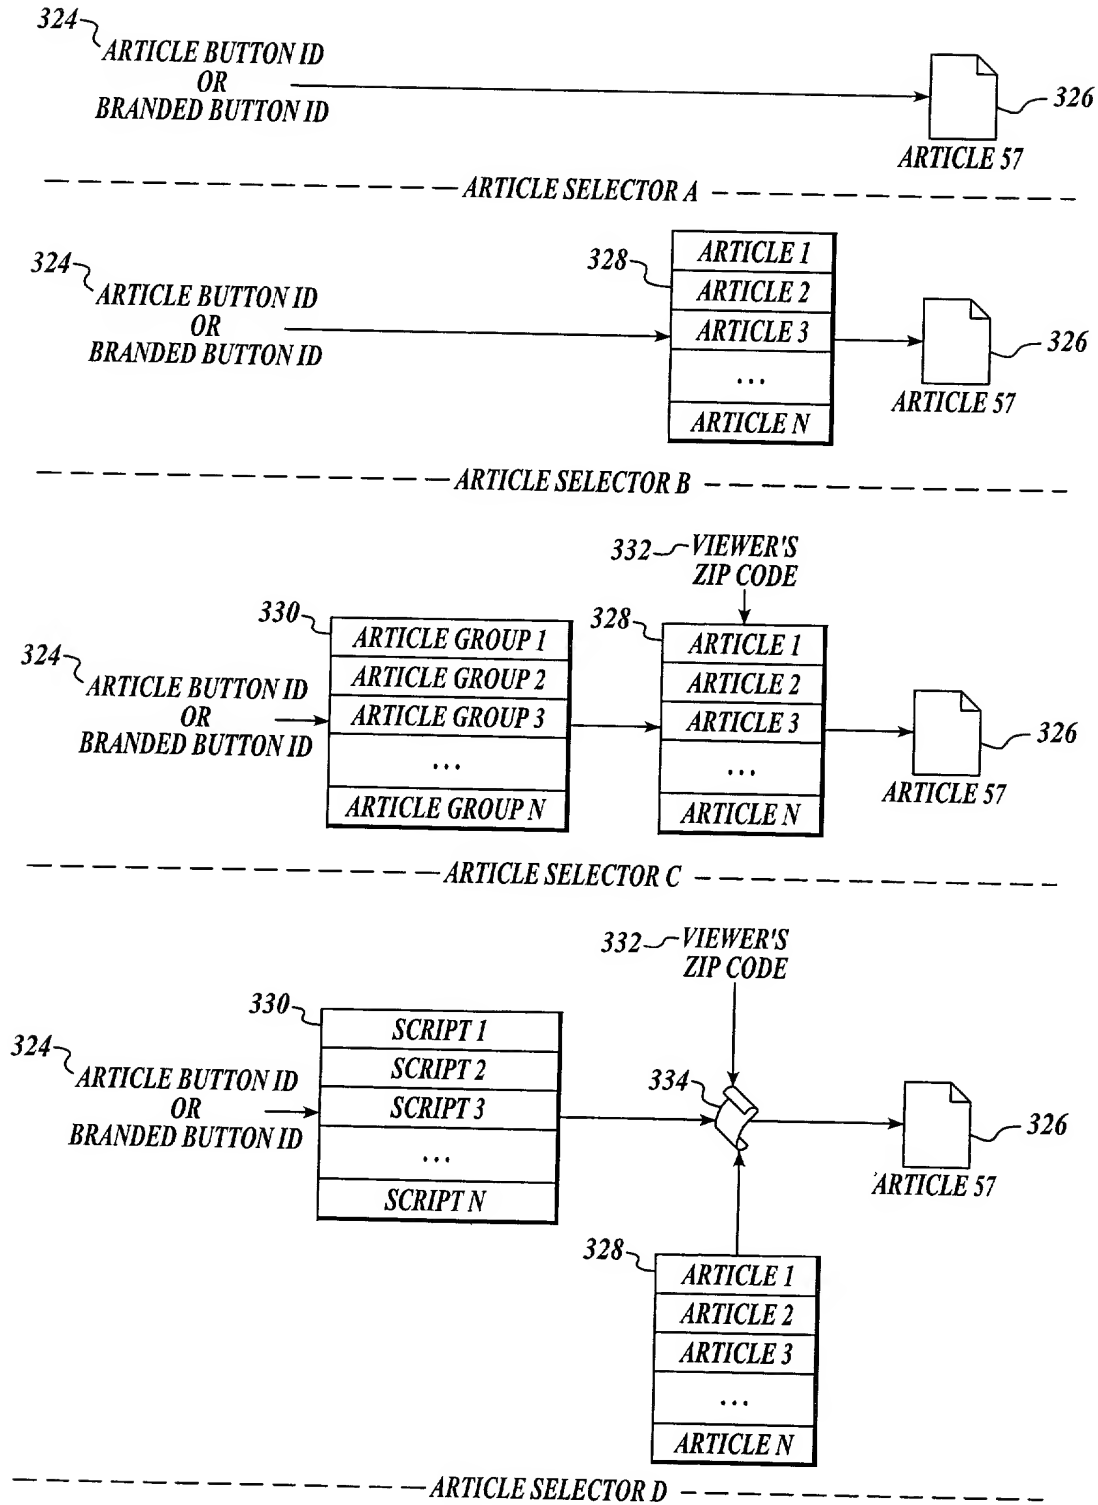 324
ARTICLE BUTTON ID
OR
BRANDED BUTTON ID
326
ARTICLE 57
ARTICLE SELECTOR A
324
ARTICLE BUTTON ID
OR
BRANDED BUTTON ID
328
ARTICLE 1
ARTICLE 2
ARTICLE 3
...
ARTICLE N
326
ARTICLE 57
ARTICLE SELECTOR B
332
VIEWER'S
ZIP CODE
324
ARTICLE BUTTON ID
OR
BRANDED BUTTON ID
330
ARTICLE GROUP 1
ARTICLE GROUP 2
ARTICLE GROUP 3
...
ARTICLE GROUP N
328
ARTICLE 1
ARTICLE 2
ARTICLE 3
...
ARTICLE N
326
ARTICLE 57
ARTICLE SELECTOR C
332
VIEWER'S
ZIP CODE
324
ARTICLE BUTTON ID
OR
BRANDED BUTTON ID
330
SCRIPT 1
SCRIPT 2
SCRIPT 3
...
SCRIPT N
334
326
ARTICLE 57
328
ARTICLE 1
ARTICLE 2
ARTICLE 3
...
ARTICLE N
ARTICLE SELECTOR D